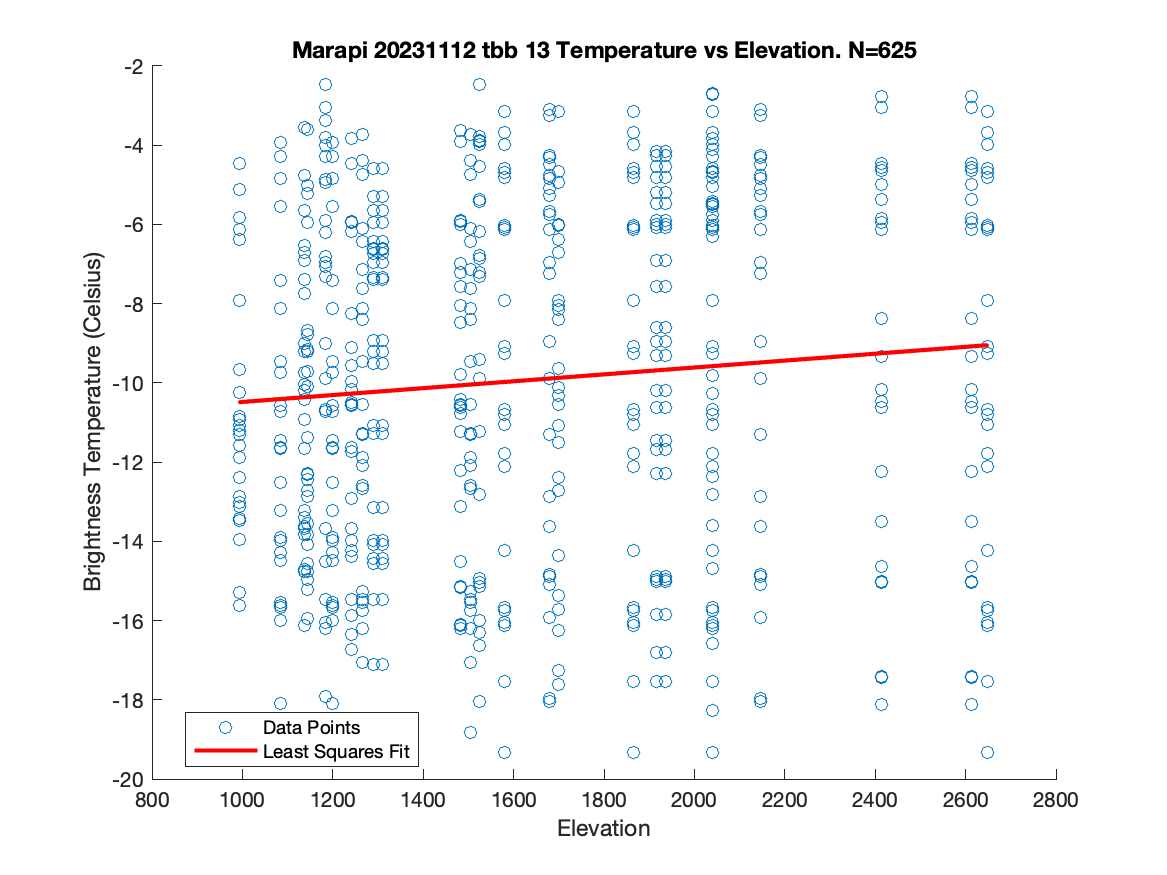 Marapi 20231112 tbb 13 Temperature vs Elevation. N=625
Brightness Temperature (Celsius)
-2
-4
-6
-8
-10
-12
-14
-16
-18
-20
Data Points
Least Squares Fit
800 1000 1200 1400 1600 1800 2000 2200 2400 2600 2800
Elevation